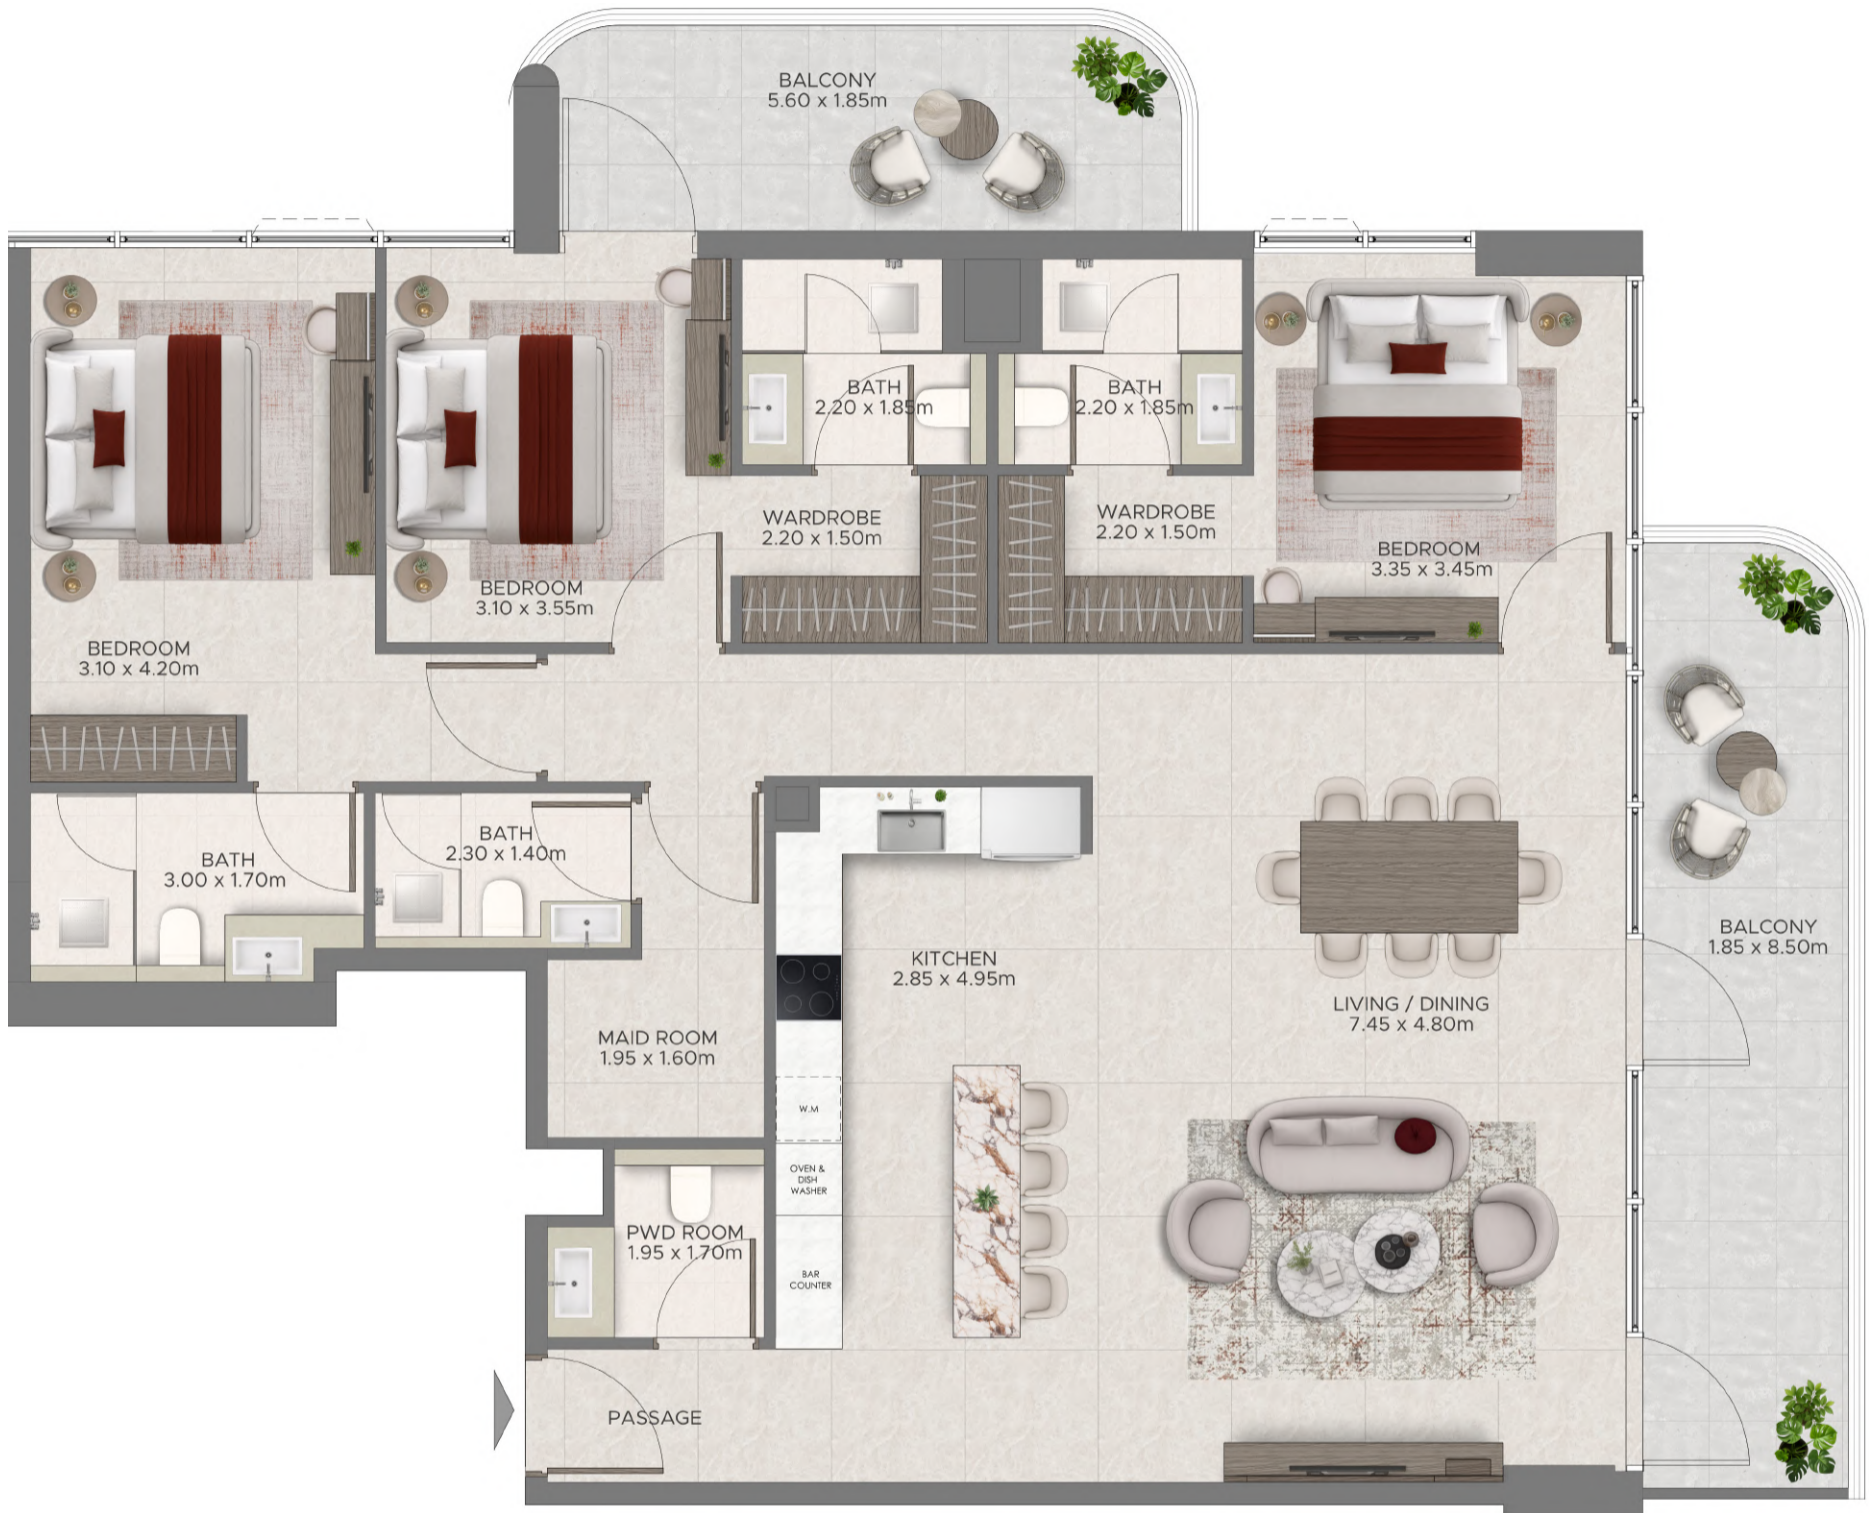 BALCONY
5.60 x 1.85m
BATH
2.20 x 1.85m
BATH
2.20 x 1.85m
WARDROBE
2.20 x 1.50m
WARDROBE
2.20 x 1.50m
BEDROOM
3.35 x 3.45m
BEDROOM
3.10 x 3.55m
BEDROOM
3.10 x 4.20m
BATH
2.30 x 1.40m
BATH
3.00 x 1.70m
BALCONY
1.85 x 8.50m
KITCHEN
2.85 x 4.95m
LIVING / DINING
7.45 x 4.80m
MAID ROOM
1.95 x 1.60m
W.M
OVEN &
DISH
WASHER
PWD ROOM
1.95 x 1.70m
BAR
COUNTER
PASSAGE